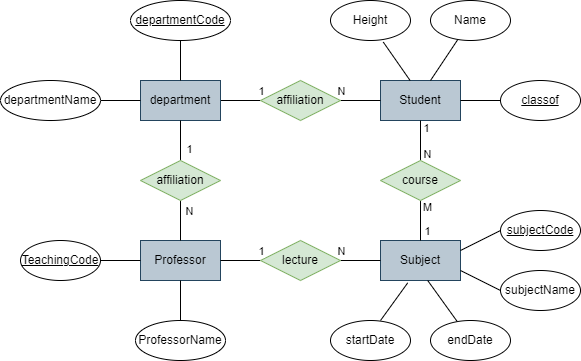 departmentCode
Height
Name
departmentName
department
1
affiliation
N
Student
classof
1
1
N
affiliation
course
N
M
1
subjectCode
TeachingCode
Professor
1
lecture
N
Subject
subjectName
ProfessorName
startDate
endDate